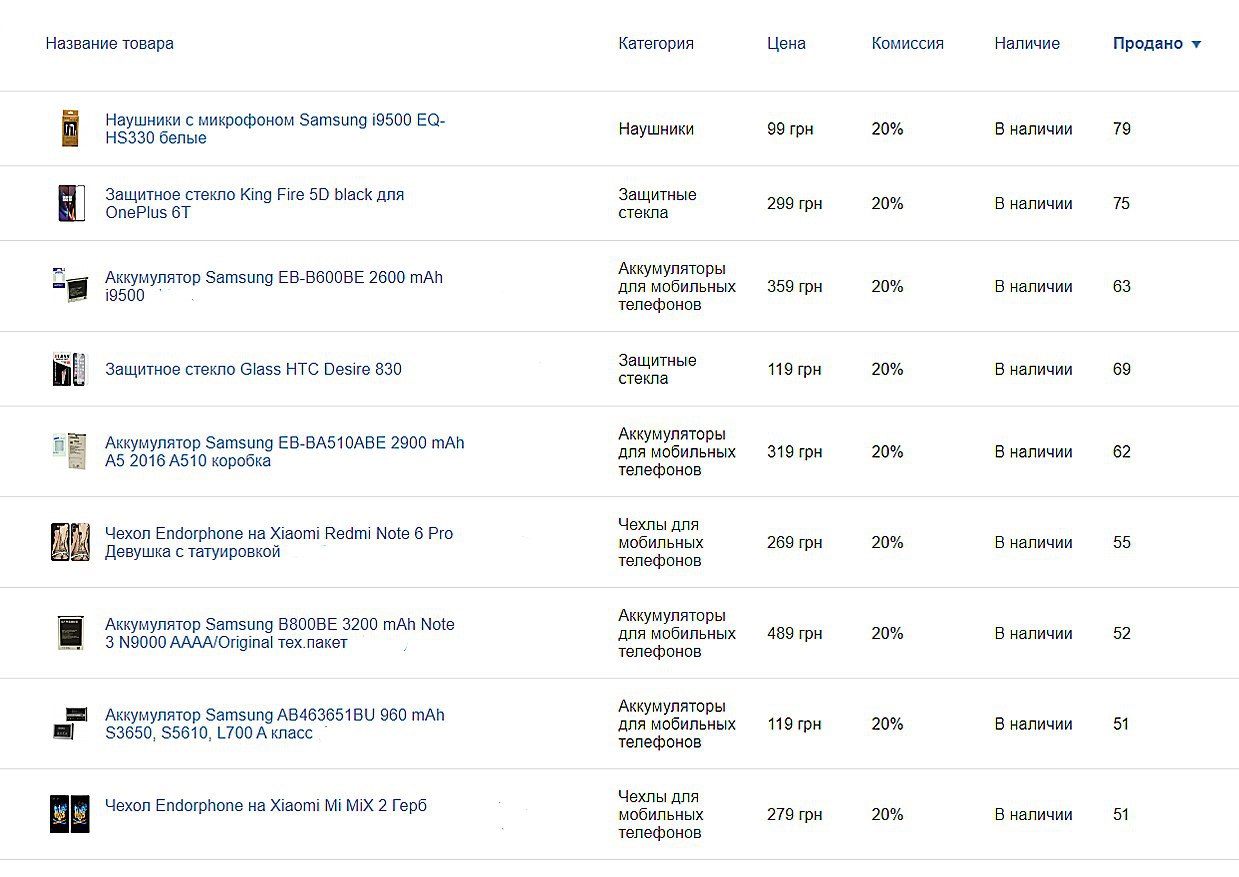 Название товара Категория Цена Комиссия Наличие Продано ▼
Наушники с микрофоном Samsung i9500 EQ-
HS330 белые
Наушники 99 грн 20% В наличии 79
Защитное стекло King Fire 5D black для
OnePlus 6T
Защитные
стекла
299 грн 20% В наличии 75
Аккумулятор Samsung EB-B600BE 2600 mAh
i9500
Аккумуляторы
для мобильных
телефонов
359 грн 20% В наличии 63
Защитное стекло Glass HTC Desire 830
Защитные
стекла
119 грн 20% В наличии 69
Аккумулятор Samsung EB-BA510ABE 2900 mAh
A5 2016 A510 коробка
Аккумуляторы
для мобильных
телефонов
319 грн 20% В наличии 62
Чехол Endorphone на Xiaomi Redmi Note 6 Pro
Девушка с татуировкой
Чехлы для
мобильных
телефонов
269 грн 20% В наличии 55
Аккумулятор Samsung B800BE 3200 mAh Note
3 N9000 AAAA/Original тех.пакет
Аккумуляторы
для мобильных
телефонов
489 грн 20% В наличии 52
Аккумулятор Samsung AB463651BU 960 mAh
S3650, S5610, L700 A класс
Аккумуляторы
для мобильных
телефонов
119 грн 20% В наличии 51
Чехол Endorphone на Xiaomi Mi MiX 2 Герб
Чехлы для
мобильных
телефонов
279 грн 20% В наличии 51